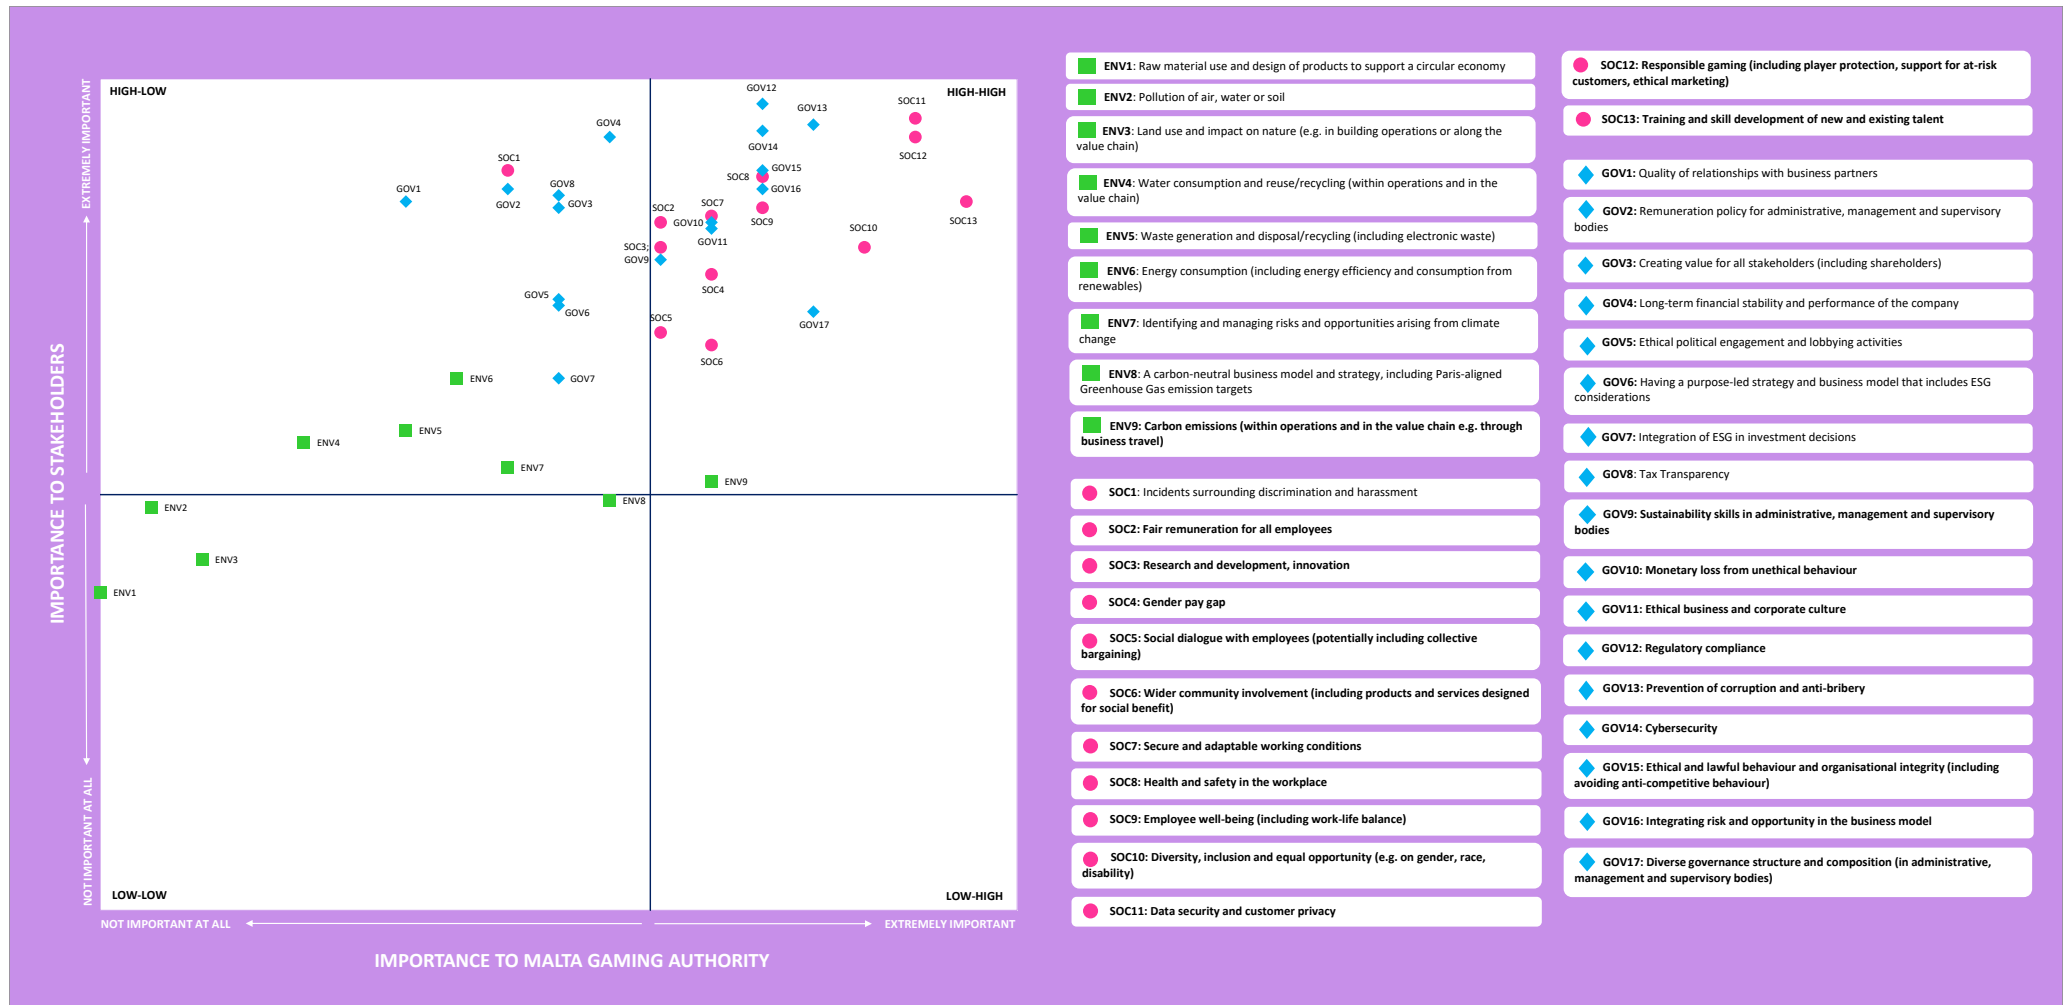 HIGH-LOW
HIGH-HIGH
GOV12
GOV13
SOC11
GOV4
GOV14
SOC12
SOC1
GOV15
SOC8
GOV1
GOV2
GOV8
GOV3
GOV16
SOC2
SOC7
GOV10
SOC9
SOC13
SOC10
GOV11
SOC3;
GOV9
SOC4
GOV5
GOV6
SOC5
GOV17
SOC6
ENV6
GOV7
ENV5
ENV4
ENV7
ENV9
ENV8
ENV2
ENV3
ENV1
LOW-LOW
LOW-HIGH
EXTREMELY IMPORTANT
IMPORTANCE TO STAKEHOLDERS
NOT IMPORTANT AT ALL
NOT IMPORTANT AT ALL
EXTREMELY IMPORTANT
IMPORTANCE TO MALTA GAMING AUTHORITY
ENV1: Raw material use and design of products to support a circular economy
ENV2: Pollution of air, water or soil
ENV3: Land use and impact on nature (e.g. in building operations or along the
value chain)
ENV4: Water consumption and reuse/recycling (within operations and in the
value chain)
ENV5: Waste generation and disposal/recycling (including electronic waste)
ENV6: Energy consumption (including energy efficiency and consumption from
renewables)
ENV7: Identifying and managing risks and opportunities arising from climate
change
ENV8: A carbon-neutral business model and strategy, including Paris-aligned
Greenhouse Gas emission targets
ENV9: Carbon emissions (within operations and in the value chain e.g. through
business travel)
SOC1: Incidents surrounding discrimination and harassment
SOC2: Fair remuneration for all employees
SOC3: Research and development, innovation
SOC4: Gender pay gap
SOC5: Social dialogue with employees (potentially including collective
bargaining)
SOC6: Wider community involvement (including products and services designed
for social benefit)
SOC7: Secure and adaptable working conditions
SOC8: Health and safety in the workplace
SOC9: Employee well-being (including work-life balance)
SOC10: Diversity, inclusion and equal opportunity (e.g. on gender, race,
disability)
SOC11: Data security and customer privacy
SOC12: Responsible gaming (including player protection, support for at-risk
customers, ethical marketing)
SOC13: Training and skill development of new and existing talent
GOV1: Quality of relationships with business partners
GOV2: Remuneration policy for administrative, management and supervisory
bodies
GOV3: Creating value for all stakeholders (including shareholders)
GOV4: Long-term financial stability and performance of the company
GOV5: Ethical political engagement and lobbying activities
GOV6: Having a purpose-led strategy and business model that includes ESG
considerations
GOV7: Integration of ESG in investment decisions
GOV8: Tax Transparency
GOV9: Sustainability skills in administrative, management and supervisory
bodies
GOV10: Monetary loss from unethical behaviour
GOV11: Ethical business and corporate culture
GOV12: Regulatory compliance
GOV13: Prevention of corruption and anti-bribery
GOV14: Cybersecurity
GOV15: Ethical and lawful behaviour and organisational integrity (including
avoiding anti-competitive behaviour)
GOV16: Integrating risk and opportunity in the business model
GOV17: Diverse governance structure and composition (in administrative,
management and supervisory bodies)